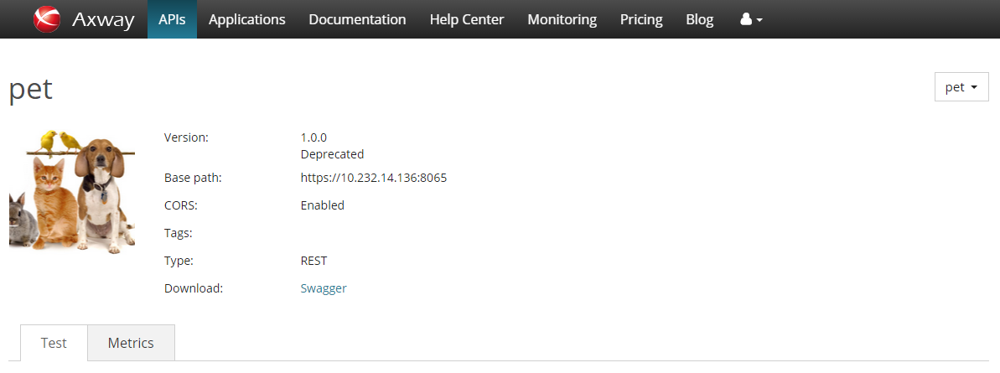 Axway APIs Applications Documentation Help Center Monitoring Pricing Blog
pet
pet
Version: 1.0.0
Deprecated
Base path: https://10.232.14.136:8065
CORS: Enabled
Tags:
Type: REST
Download: Swagger
Test Metrics